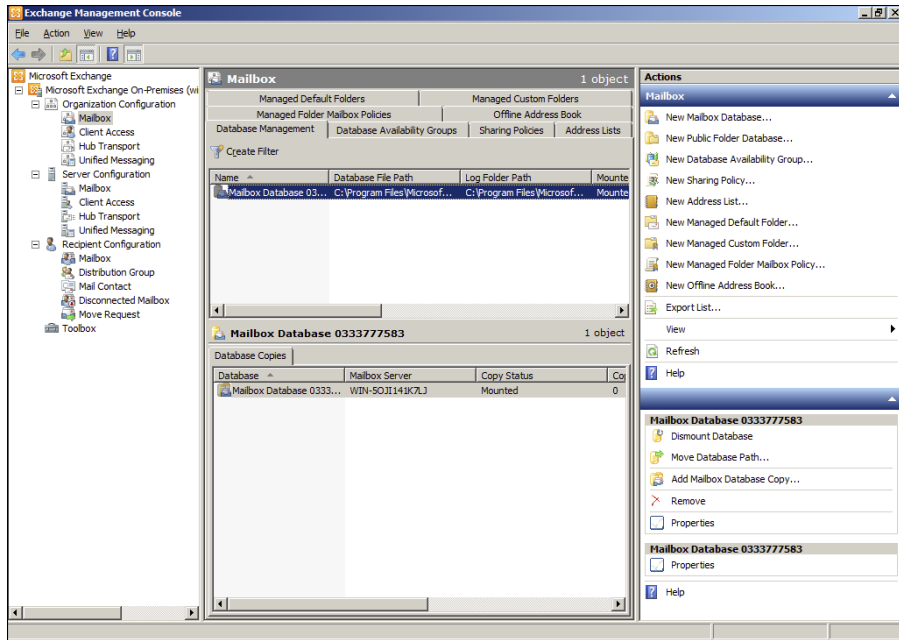 Exchange Management Console
File Action View Help
Microsoft Exchange
Microsoft Exchange On-Premises (wi
Organization Configuration
Mailbox
Client Access
Hub Transport
Unified Messaging
Server Configuration
Mailbox
Client Access
Hub Transport
Unified Messaging
Recipient Configuration
Mailbox
Distribution Group
Mail Contact
Disconnected Mailbox
Move Request
Toolbox
Mailbox 1 object
Managed Default Folders Managed Custom Folders
Managed Folder Mailbox Policies Offline Address Book
Database Management Database Availability Groups Sharing Policies Address Lists
Create Filter
Name Database File Path Log Folder Path Mounte
Mailbox Database 03... C:\Program Files\Microsof... C:\Program Files\Microsof... Mounte
Mailbox Database 0333777583 1 object
Database Copies
Database Mailbox Server Copy Status Co
Mailbox Database 0333... WIN-5OJI141K7LJ Mounted 0
Actions
Mailbox
New Mailbox Database...
New Public Folder Database...
New Database Availability Group...
New Sharing Policy...
New Address List...
New Managed Default Folder...
New Managed Custom Folder...
New Managed Folder Mailbox Policy...
New Offline Address Book...
Export List...
View
Refresh
Help
Mailbox Database 0333777583
Dismount Database
Move Database Path...
Add Mailbox Database Copy...
Remove
Properties
Mailbox Database 0333777583
Properties
Help